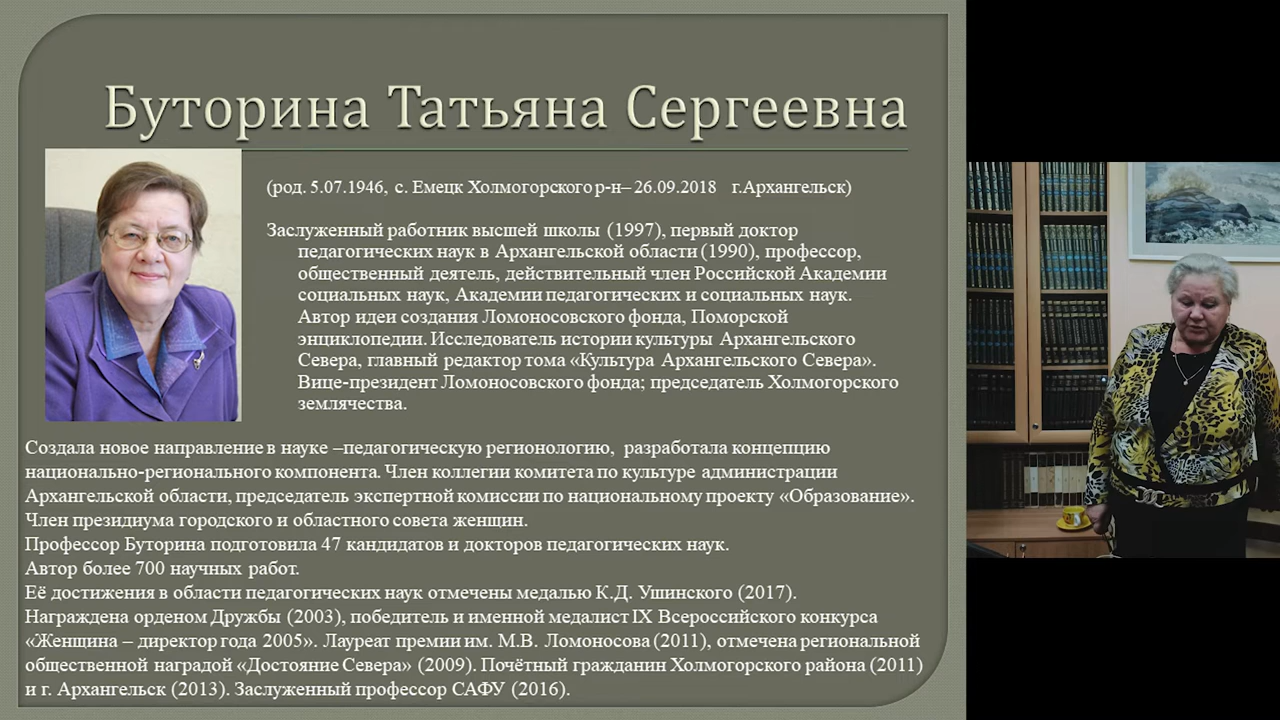 Буторина Татьяна Сергеевна
(род. 5.07.1946, с. Емецк Холмогорского р-н– 26.09.2018 г.Архангельск)
Заслуженный работник высшей школы (1997), первый доктор
педагогических наук в Архангельской области (1990), профессор,
общественный деятель, действительный член Российской Академии
социальных наук, Академии педагогических и социальных наук.
Автор идеи создания Ломоносовского фонда, Поморской
энциклопедии. Исследователь истории культуры Архангельского
Севера, главный редактор тома «Культура Архангельского Севера».
Вице-президент Ломоносовского фонда; председатель Холмогорского
землячества.
Создала новое направление в науке –педагогическую регионологию, разработала концепцию
национально-регионального компонента. Член коллегии комитета по культуре администрации
Архангельской области, председатель экспертной комиссии по национальному проекту «Образование».
Член президиума городского и областного совета женщин.
Профессор Буторина подготовила 47 кандидатов и докторов педагогических наук.
Автор более 700 научных работ.
Её достижения в области педагогических наук отмечены медалью К.Д. Ушинского (2017).
Награждена орденом Дружбы (2003), победитель и именной медалист IX Всероссийского конкурса
«Женщина – директор года 2005». Лауреат премии им. М.В. Ломоносова (2011), отмечена региональной
общественной наградой «Достояние Севера» (2009). Почётный гражданин Холмогорского района (2011)
и г. Архангельск (2013). Заслуженный профессор САФУ (2016).